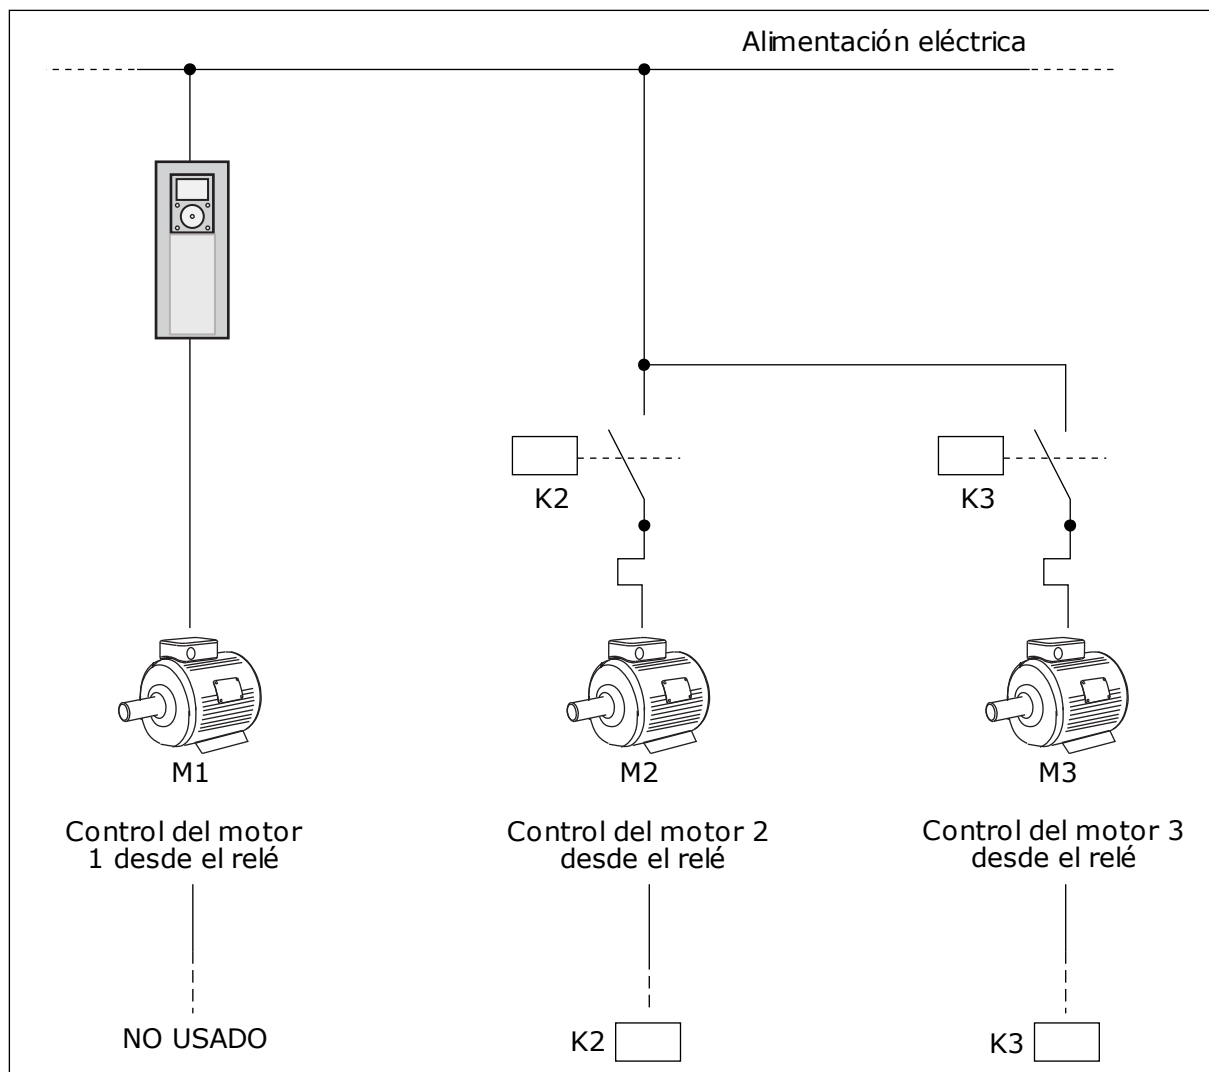 Alimentación eléctrica
K2
K3
M1
M2
M3
Control del motor
1 desde el relé
Control del motor 2
desde el relé
Control del motor 3
desde el relé
NO USADO
K2
K3